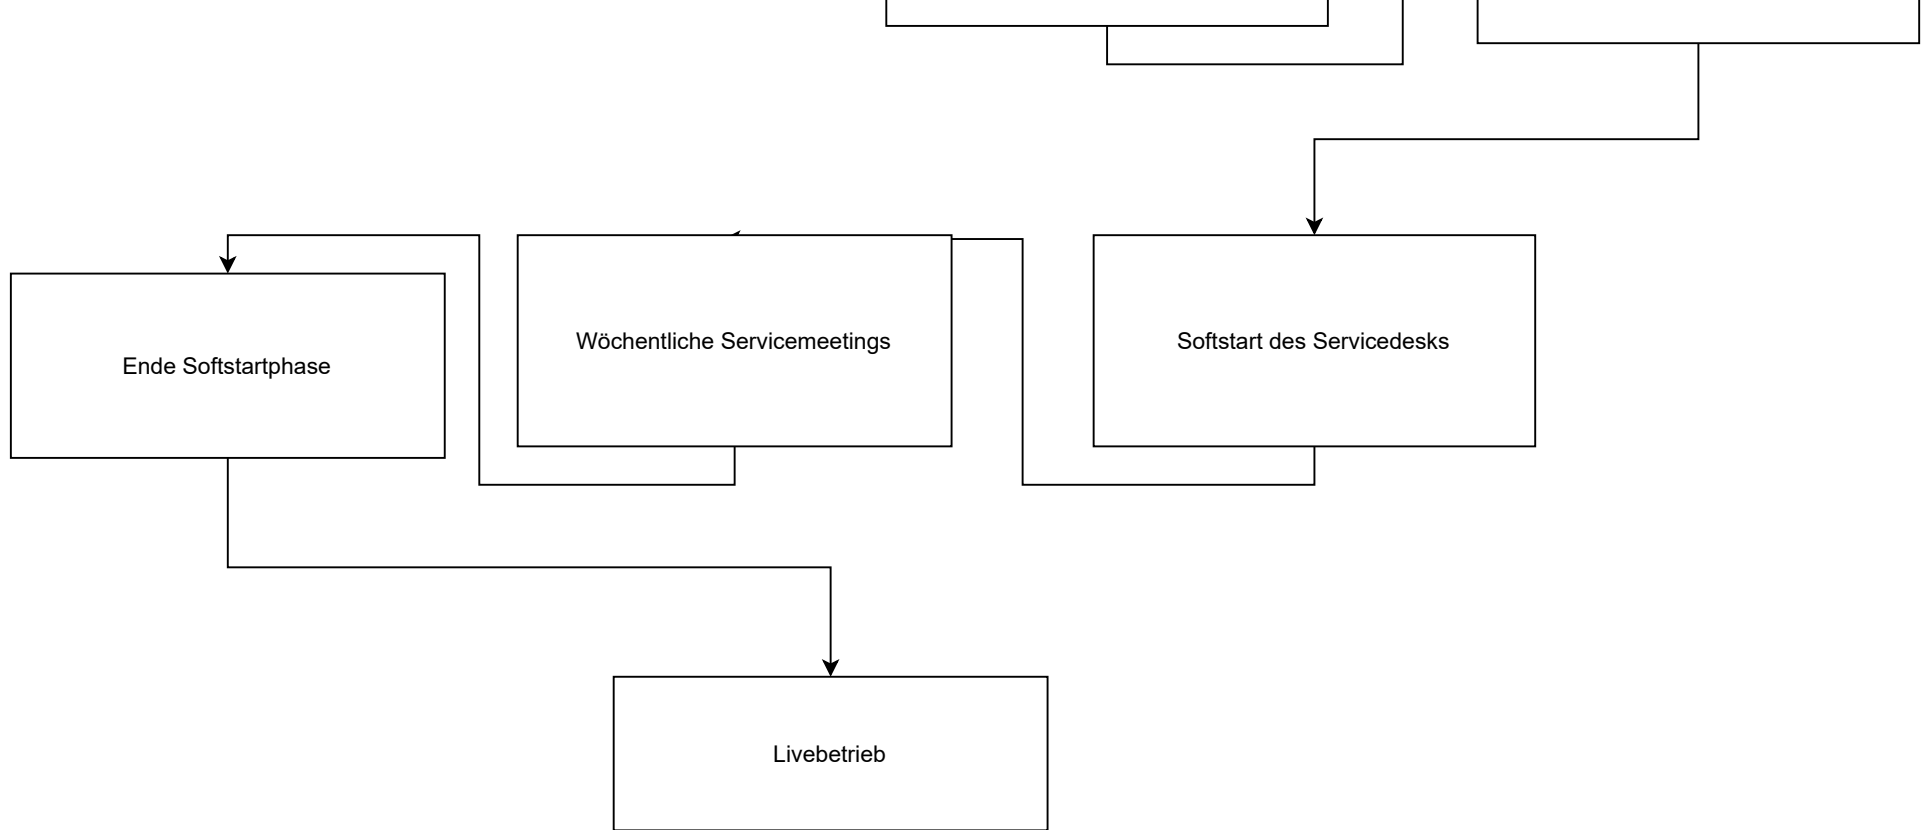 Wöchentliche Servicemeetings
Softstart des Servicedesks
Ende Softstartphase
Livebetrieb